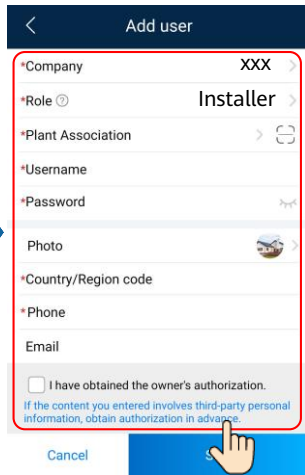 Add user
*Company xxx
*Role Installer
*Plant Association
*Username
*Password
Photo
*Country/Region code
*Phone
Email
I have obtained the owner's authorization.
If the content you entered involves third-party personal
information, obtain authorization in advance.
Cancel